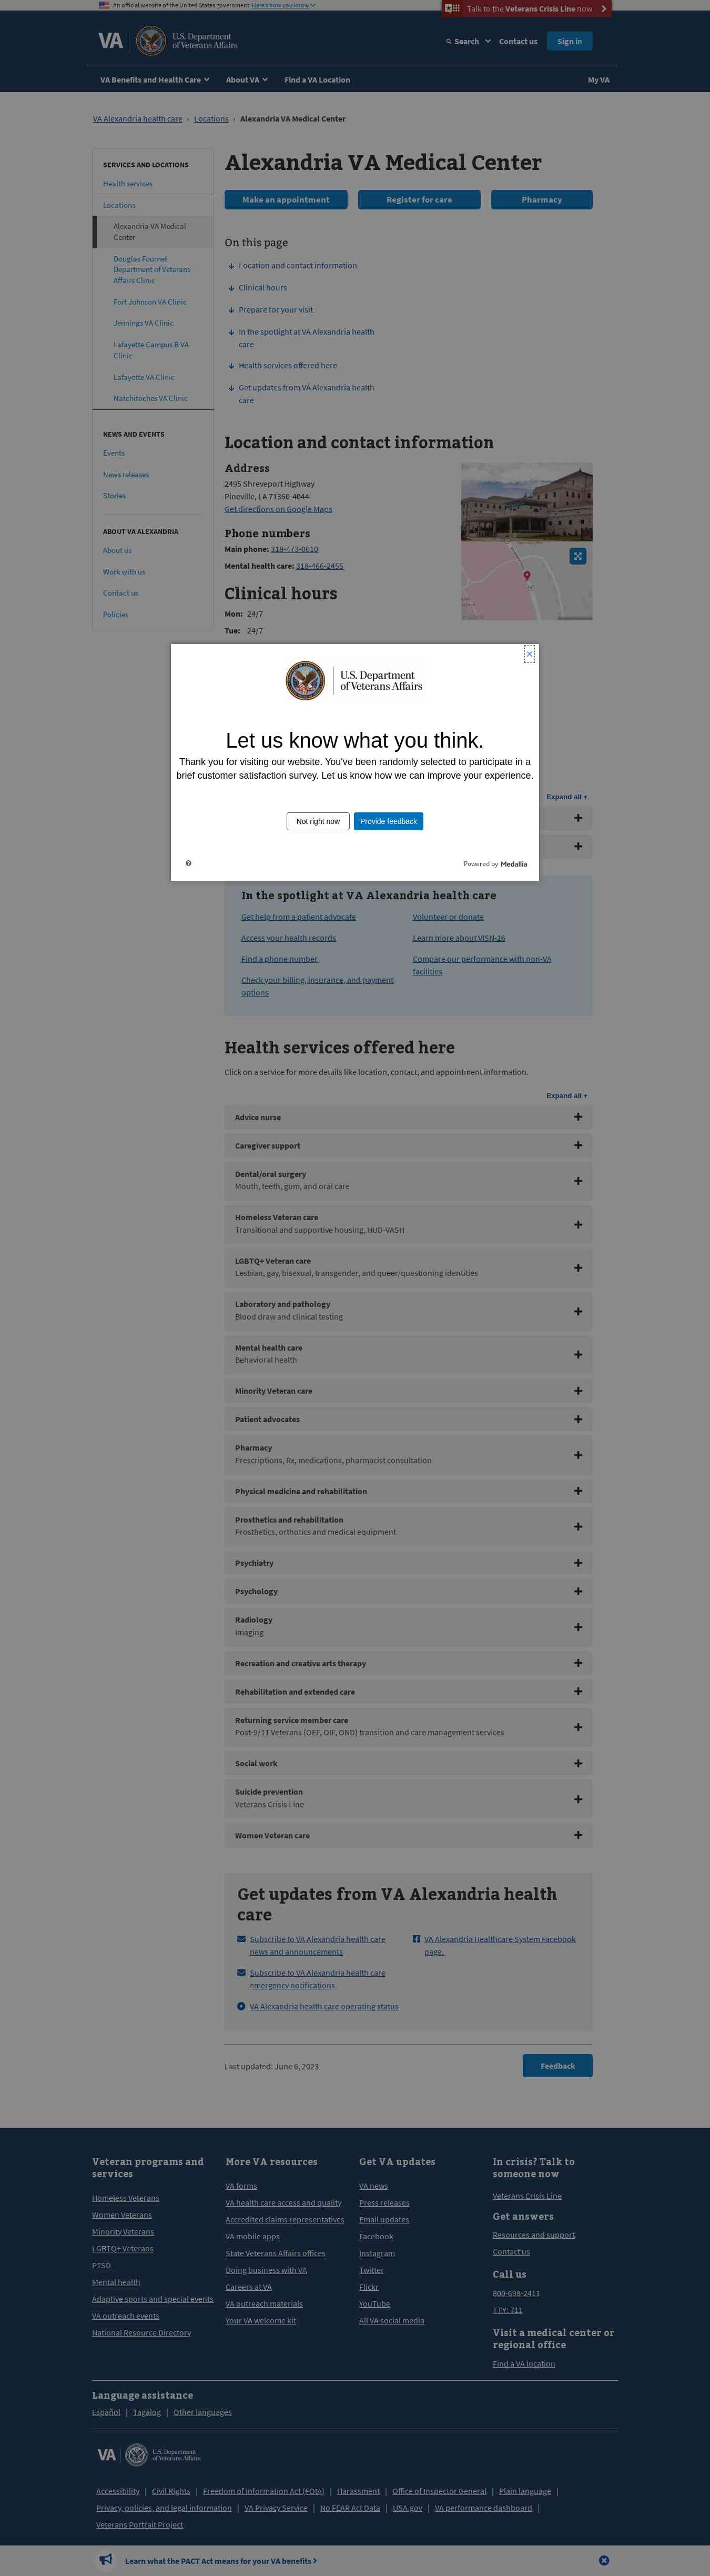 An official website of the United States government Here's how you know
Talk to the Veterans Crisis Line now
VA
U.S. Department of Veterans Affairs
Search
Contact us
Sign in
VA Benefits and Health Care
About VA
Find a VA Location
My VA
VA Alexandria health care › Locations › Alexandria VA Medical Center
SERVICES AND LOCATIONS
Health services
Locations
Alexandria VA Medical
Center
Douglas Fournet
Department of Veterans
Affairs Clinic
Fort Johnson VA Clinic
Jennings VA Clinic
Lafayette Campus B VA
Clinic
Lafayette VA Clinic
Natchitoches VA Clinic
NEWS AND EVENTS
Events
News releases
Stories
ABOUT VA ALEXANDRIA
About us
Work with us
Contact us
Policies
Alexandria VA Medical Center
Make an appointment
Register for care
Pharmacy
On this page
Location and contact information
Clinical hours
Prepare for your visit
In the spotlight at VA Alexandria health
care
Health services offered here
Get updates from VA Alexandria health
care
Location and contact information
Address
2495 Shreveport Highway
Pineville, LA 71360-4044
Get directions on Google Maps
Phone numbers
Main phone: 318-473-0010
Mental health care: 318-466-2455
Clinical hours
Mon: 24/7
Tue: 24/7
×
U.S. Department
of Veterans Affairs
Let us know what you think.
Thank you for visiting our website. You've been randomly selected to participate in a
brief customer satisfaction survey. Let us know how we can improve your experience.
Not right now
Provide feedback
Powered by Medallia
Expand all +
In the spotlight at VA Alexandria health care
Get help from a patient advocate
Access your health records
Find a phone number
Check your billing, insurance, and payment
options
Volunteer or donate
Learn more about VISN-16
Compare our performance with non-VA
facilities
Health services offered here
Click on a service for more details like location, contact, and appointment information.
Expand all +
Advice nurse
Caregiver support
Dental/oral surgery
Mouth, teeth, gum, and oral care
Homeless Veteran care
Transitional and supportive housing, HUD-VASH
LGBTQ+ Veteran care
Lesbian, gay, bisexual, transgender, and queer/questioning identities
Laboratory and pathology
Blood draw and clinical testing
Mental health care
Behavioral health
Minority Veteran care
Patient advocates
Pharmacy
Prescriptions, Rx, medications, pharmacist consultation
Physical medicine and rehabilitation
Prosthetics and rehabilitation
Prosthetics, orthotics and medical equipment
Psychiatry
Psychology
Radiology
Imaging
Recreation and creative arts therapy
Rehabilitation and extended care
Returning service member care
Post-9/11 Veterans (OEF, OIF, OND) transition and care management services
Social work
Suicide prevention
Veterans Crisis Line
Women Veteran care
Get updates from VA Alexandria health
care
Subscribe to VA Alexandria health care
news and announcements
Subscribe to VA Alexandria health care
emergency notifications
VA Alexandria health care operating status
VA Alexandria Healthcare System Facebook
page.
Last updated: June 6, 2023
Feedback
Veteran programs and
services
Homeless Veterans
Women Veterans
Minority Veterans
LGBTQ+ Veterans
PTSD
Mental health
Adaptive sports and special events
VA outreach events
National Resource Directory
More VA resources
VA forms
VA health care access and quality
Accredited claims representatives
VA mobile apps
State Veterans Affairs offices
Doing business with VA
Careers at VA
VA outreach materials
Your VA welcome kit
Get VA updates
VA news
Press releases
Email updates
Facebook
Instagram
Twitter
Flickr
YouTube
All VA social media
In crisis? Talk to
someone now
Veterans Crisis Line
Get answers
Resources and support
Contact us
Call us
800-698-2411
TTY: 711
Visit a medical center or
regional office
Find a VA location
Language assistance
Español | Tagalog | Other languages
VA
U.S. Department
of Veterans Affairs
Accessibility | Civil Rights | Freedom of Information Act (FOIA) | Harassment | Office of Inspector General | Plain language |
Privacy, policies, and legal information | VA Privacy Service | No FEAR Act Data | USA.gov | VA performance dashboard |
Veterans Portrait Project
Learn what the PACT Act means for your VA benefits